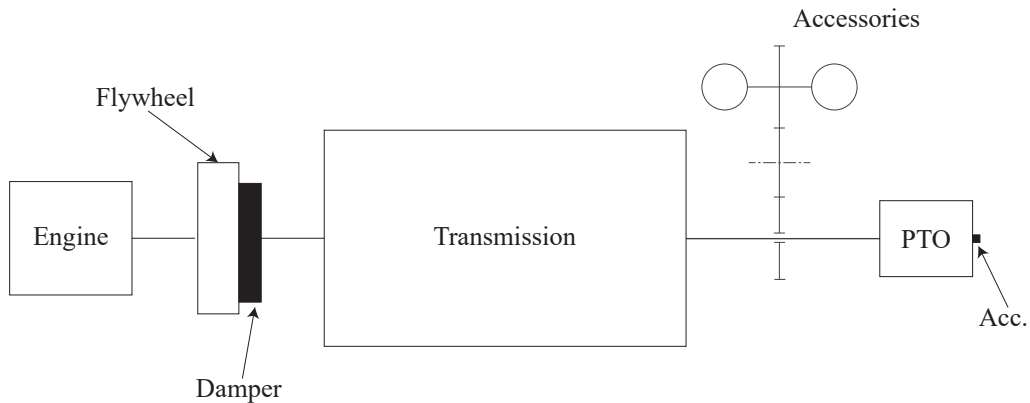 Accessories
Flywheel
Engine
Transmission
PTO
Acc.
Damper